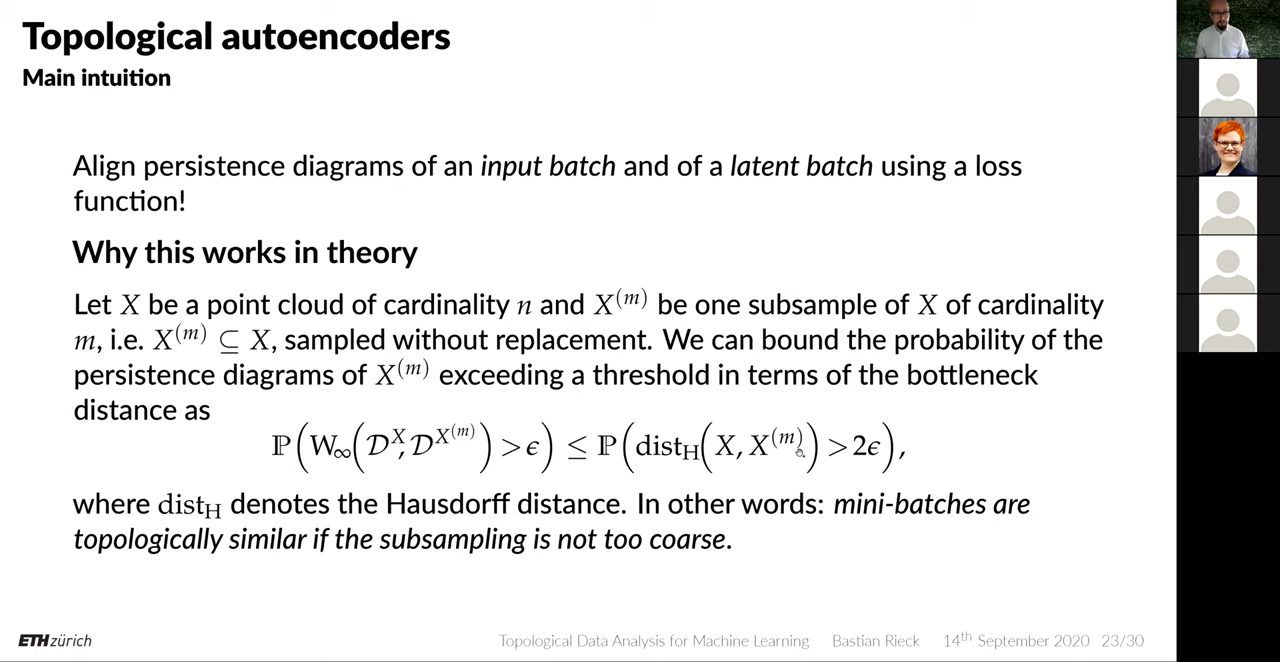 Topological autoencoders
Main intuition
Align persistence diagrams of an input batch and of a latent batch using a loss
function!
Why this works in theory
Let X be a point cloud of cardinality n and X^(m) be one subsample of X of cardinality
m, i.e. X^(m) ⊆ X, sampled without replacement. We can bound the probability of the
persistence diagrams of X^(m) exceeding a threshold in terms of the bottleneck
distance as
ℙ(W_∞(𝒟^X, 𝒟^X^(m)) > ϵ) ≤ ℙ(dist_H(X, X^(m)) > 2ϵ),
where dist_H denotes the Hausdorff distance. In other words: mini-batches are
topologically similar if the subsampling is not too coarse.
ETH zürich Topological Data Analysis for Machine Learning Bastian Rieck 14th September 2020 23/30